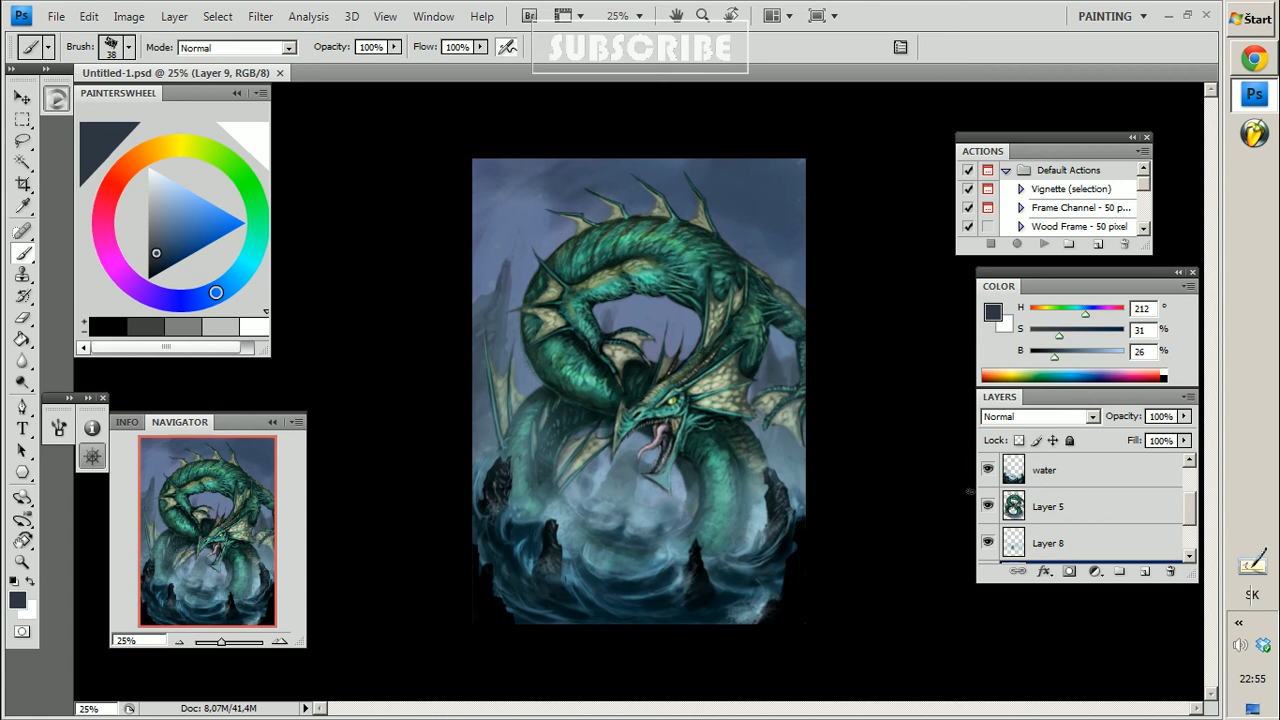 Ps File Edit Image Layer Select Filter Analysis 3D View Window Help Br 25% PAINTING Start
Brush: 38 Mode: Normal Opacity: 100% Flow: 100% SUBSCRIBE
Untitled-1.psd @ 25% (Layer 9, RGB/8)
PAINTERSWHEEL
Ps
ACTIONS
Default Actions
Vignette (selection)
Frame Channel - 50 p...
Wood Frame - 50 pixel
COLOR
H 212 °
S 31 %
B 26 %
LAYERS
Normal Opacity: 100%
Lock: Fill: 100%
water
Layer 5
Layer 8
INFO NAVIGATOR
25%
SK
22:55
25% Doc: 8,07M/41,4M